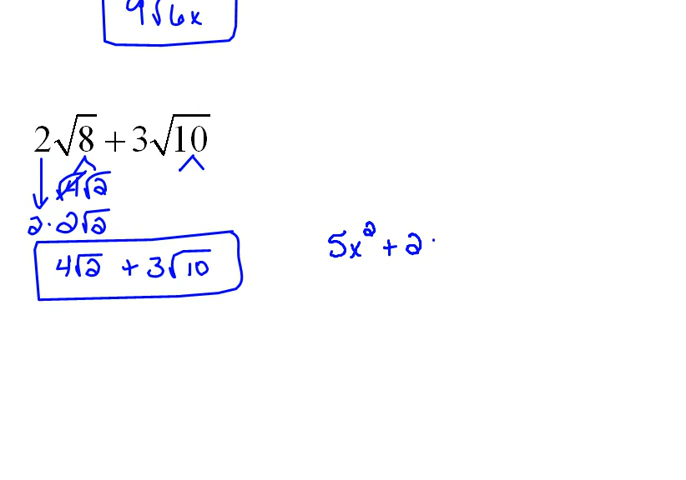 9√6x
2√8 + 3√10
√4√2
2·2√2
4√2 + 3√10
5x² + 2